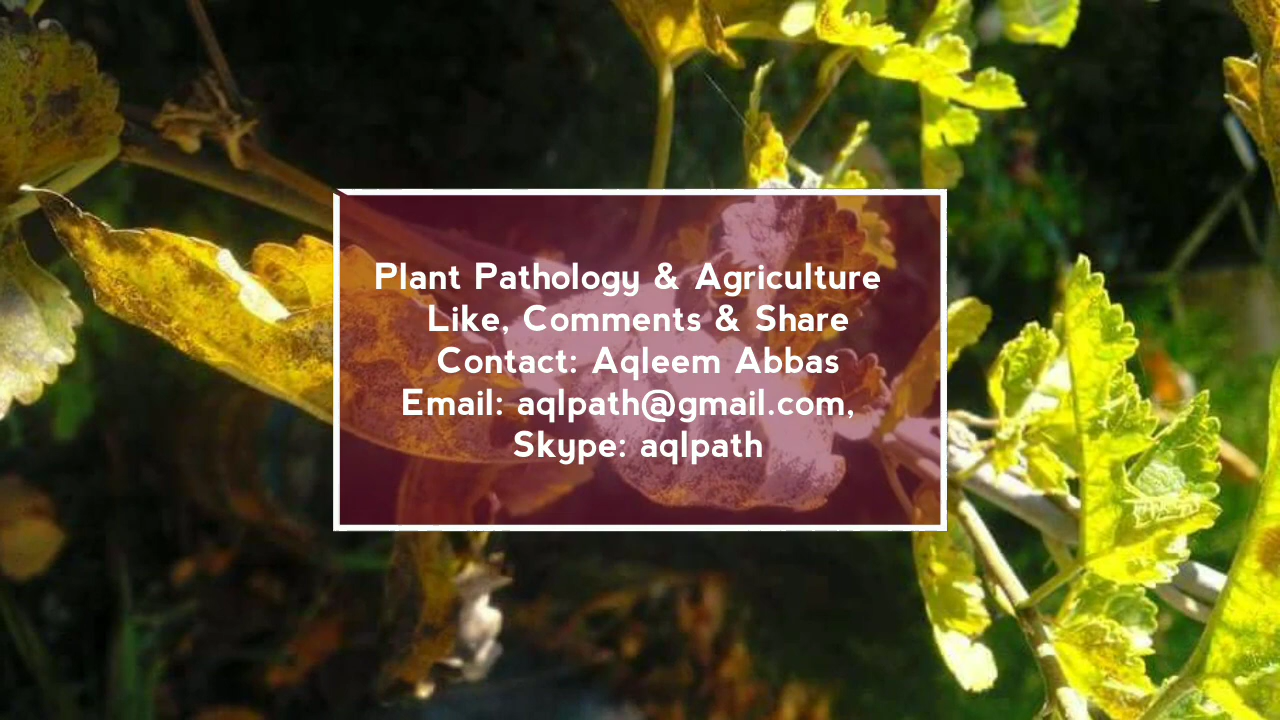 Plant Pathology & Agriculture
Like, Comments & Share
Contact: Aqleem Abbas
Email: aqlpath@gmail.com,
Skype: aqlpath